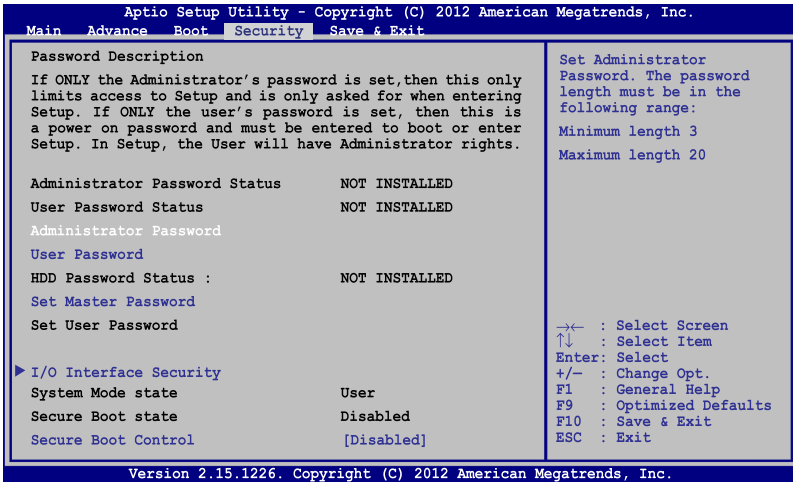 Aptio Setup Utility - Copyright (C) 2012 American Megatrends, Inc.
Main Advance Boot Security Save & Exit
Password Description
If ONLY the Administrator's password is set,then this only
limits access to Setup and is only asked for when entering
Setup. If ONLY the user's password is set, then this is
a power on password and must be entered to boot or enter
Setup. In Setup, the User will have Administrator rights.
Administrator Password Status NOT INSTALLED
User Password Status NOT INSTALLED
Administrator Password
User Password
HDD Password Status : NOT INSTALLED
Set Master Password
Set User Password
I/O Interface Security
System Mode state User
Secure Boot state Disabled
Secure Boot Control [Disabled]
Set Administrator
Password. The password
length must be in the
following range:
Minimum length 3
Maximum length 20
→← : Select Screen
↑↓ : Select Item
Enter: Select
+/— : Change Opt.
F1 : General Help
F9 : Optimized Defaults
F10 : Save & Exit
ESC : Exit
Version 2.15.1226. Copyright (C) 2012 American Megatrends, Inc.